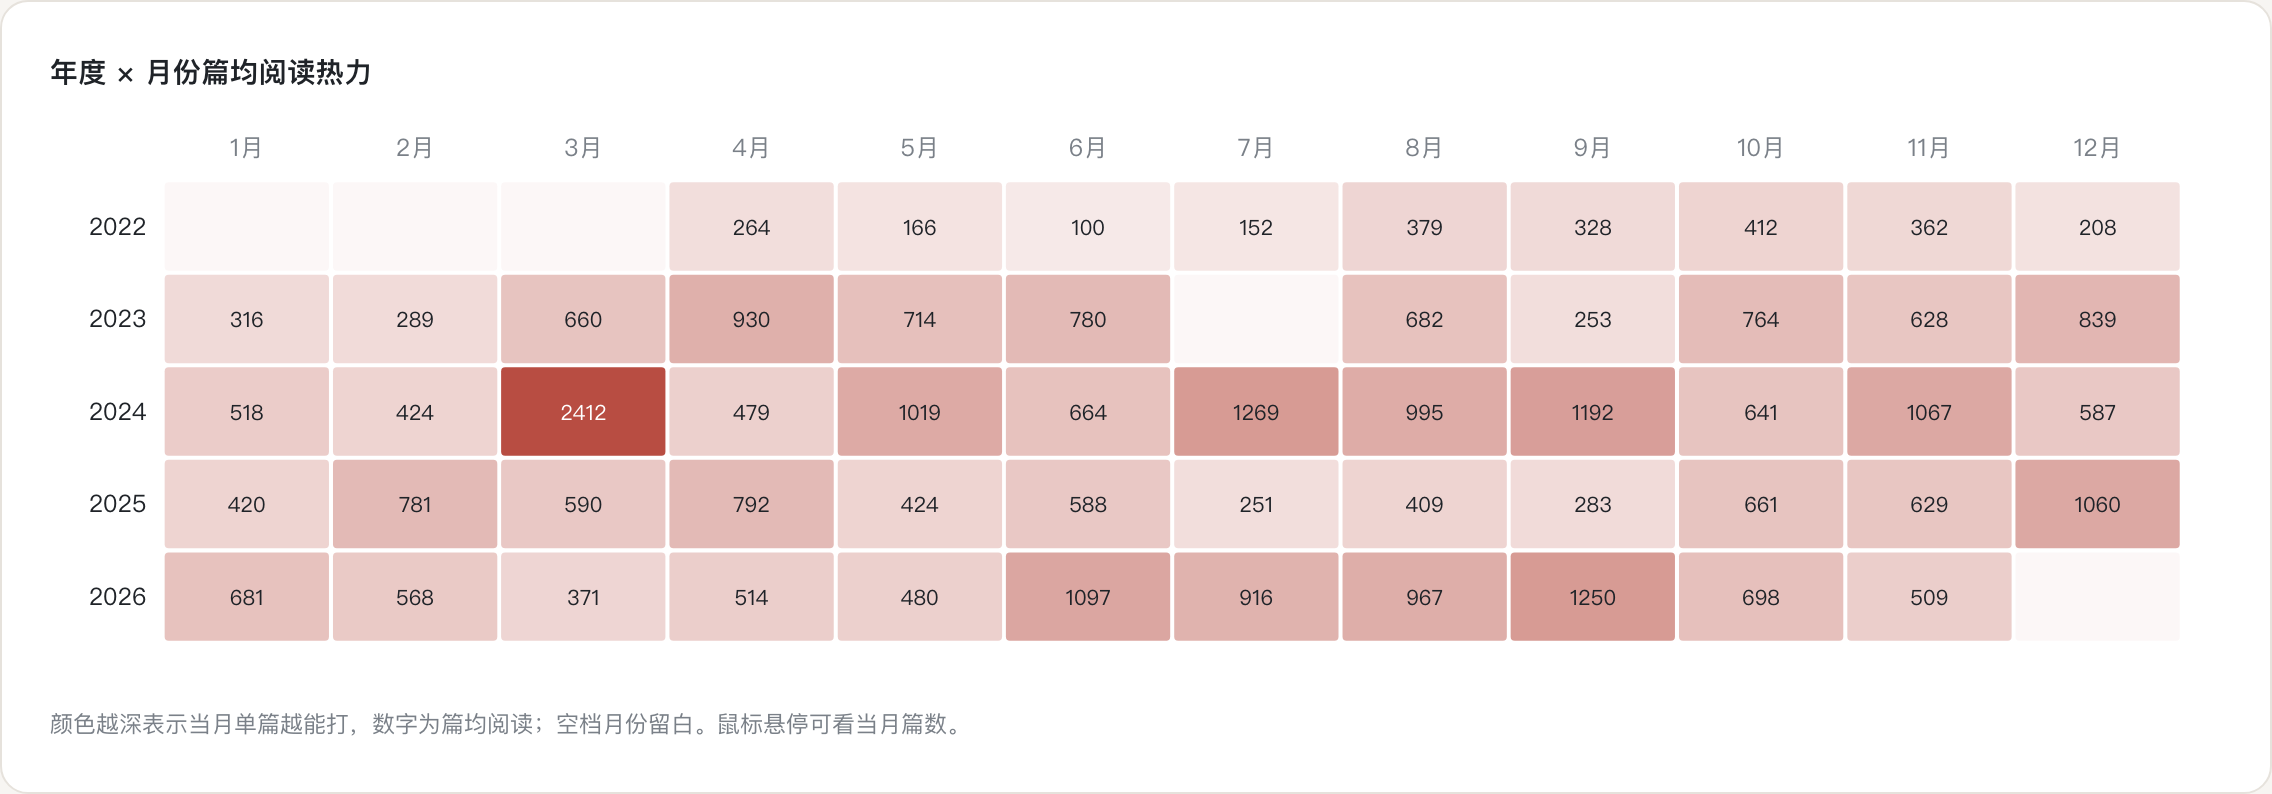 年度 × 月份篇均阅读热力
1月 2月 3月 4月 5月 6月 7月 8月 9月 10月 11月 12月
2022 264 166 100 152 379 328 412 362 208
2023 316 289 660 930 714 780 682 253 764 628 839
2024 518 424 2412 479 1019 664 1269 995 1192 641 1067 587
2025 420 781 590 792 424 588 251 409 283 661 629 1060
2026 681 568 371 514 480 1097 916 967 1250 698 509
颜色越深表示当月单篇越能打，数字为篇均阅读；空档月份留白。鼠标悬停可看当月篇数。